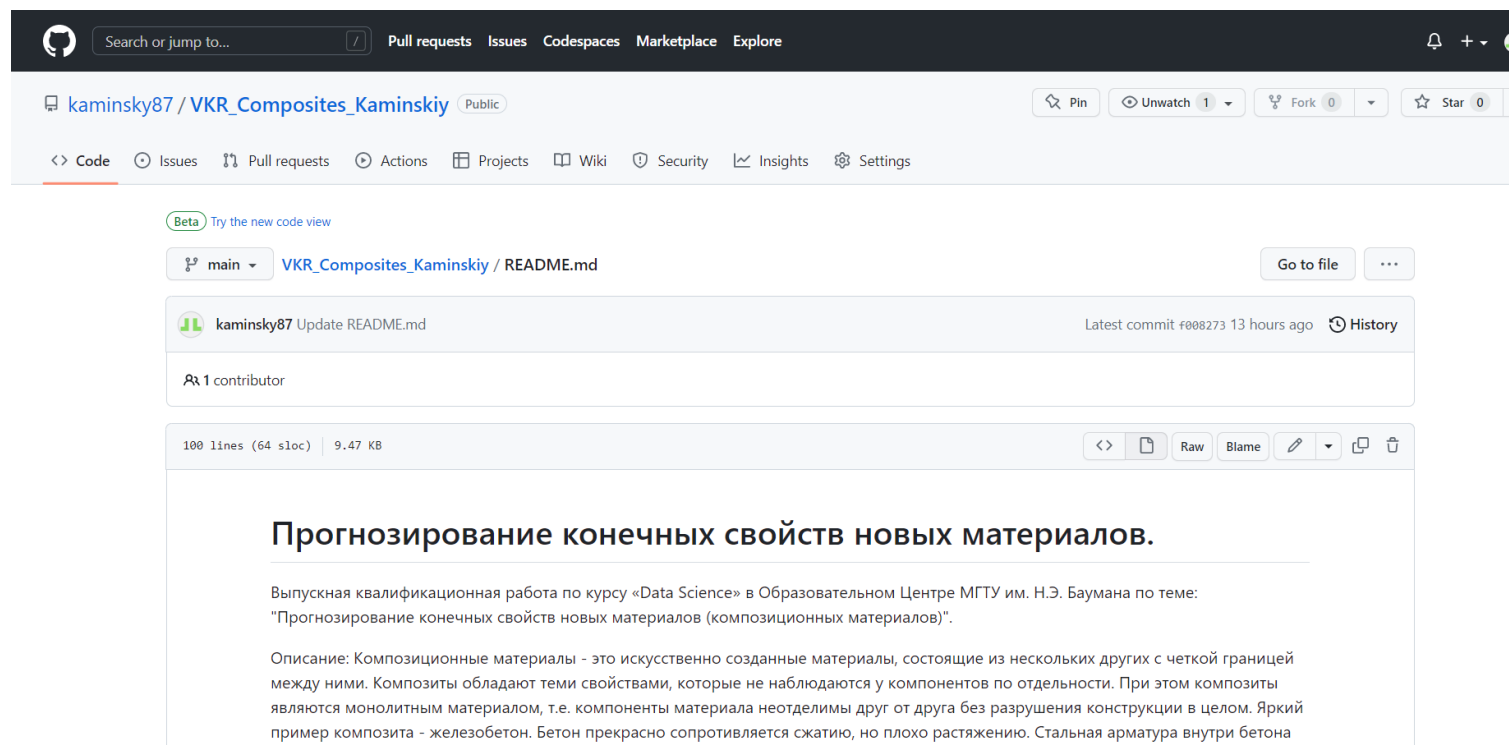 Search or jump to... / Pull requests Issues Codespaces Marketplace Explore
kaminsky87 / VKR_Composites_Kaminskiy Public Pin Unwatch 1 Fork 0 Star 0
<> Code Issues Pull requests Actions Projects Wiki Security Insights Settings
Beta Try the new code view
main VKR_Composites_Kaminskiy / README.md Go to file ...
kaminsky87 Update README.md Latest commit f008273 13 hours ago History
1 contributor
100 lines (64 sloc) 9.47 KB <> Raw Blame
Прогнозирование конечных свойств новых материалов.
Выпускная квалификационная работа по курсу «Data Science» в Образовательном Центре МГТУ им. Н.Э. Баумана по теме:
"Прогнозирование конечных свойств новых материалов (композиционных материалов)".
Описание: Композиционные материалы - это искусственно созданные материалы, состоящие из нескольких других с четкой границей
между ними. Композиты обладают теми свойствами, которые не наблюдаются у компонентов по отдельности. При этом композиты
являются монолитным материалом, т.е. компоненты материала неотделимы друг от друга без разрушения конструкции в целом. Яркий
пример композита - железобетон. Бетон прекрасно сопротивляется сжатию, но плохо растяжению. Стальная арматура внутри бетона